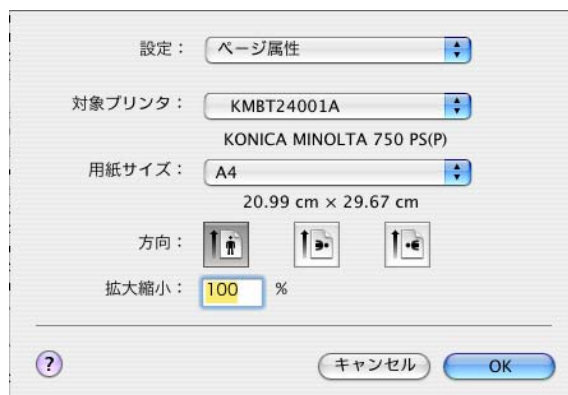 設定： ページ属性
対象プリンタ： KMBT24001A
KONICA MINOLTA 750 PS(P)
用紙サイズ： A4
20.99 cm × 29.67 cm
方向：
拡大縮小： 100 %
? キャンセル OK